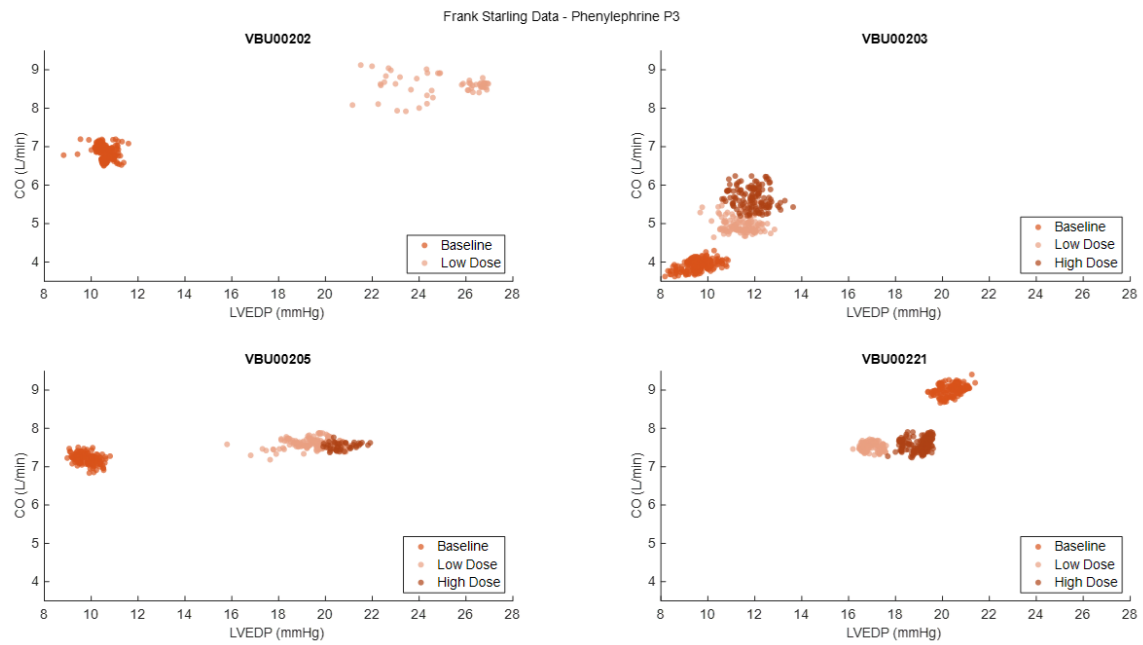 Frank Starling Data - Phenylephrine P3
VBU00202
9
8
7
6
5
4
CO (L/min)
8 10 12 14 16 18 20 22 24 26 28
LVEDP (mmHg)
Baseline
Low Dose
VBU00203
9
8
7
6
5
4
CO (L/min)
8 10 12 14 16 18 20 22 24 26 28
LVEDP (mmHg)
Baseline
Low Dose
High Dose
VBU00205
9
8
7
6
5
4
CO (L/min)
8 10 12 14 16 18 20 22 24 26 28
LVEDP (mmHg)
Baseline
Low Dose
High Dose
VBU00221
9
8
7
6
5
4
CO (L/min)
8 10 12 14 16 18 20 22 24 26 28
LVEDP (mmHg)
Baseline
Low Dose
High Dose